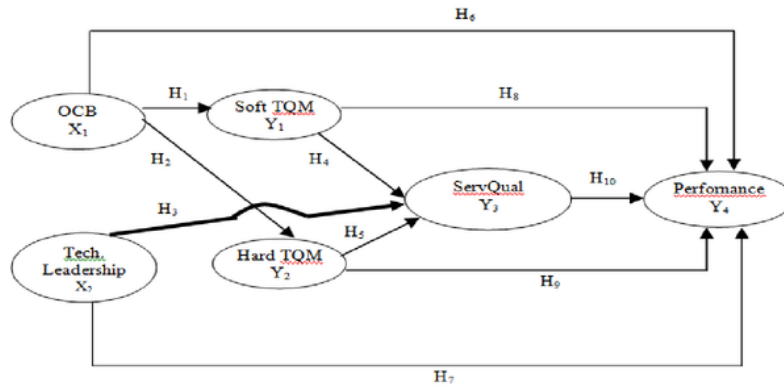 H6
H1
Soft TQM
Y1
H8
OCB
X1
H2
H4
ServQual
Y3
H10
Perfomance
Y4
H3
Tech.
Leadership
X2
H5
Hard TQM
Y2
H9
H7